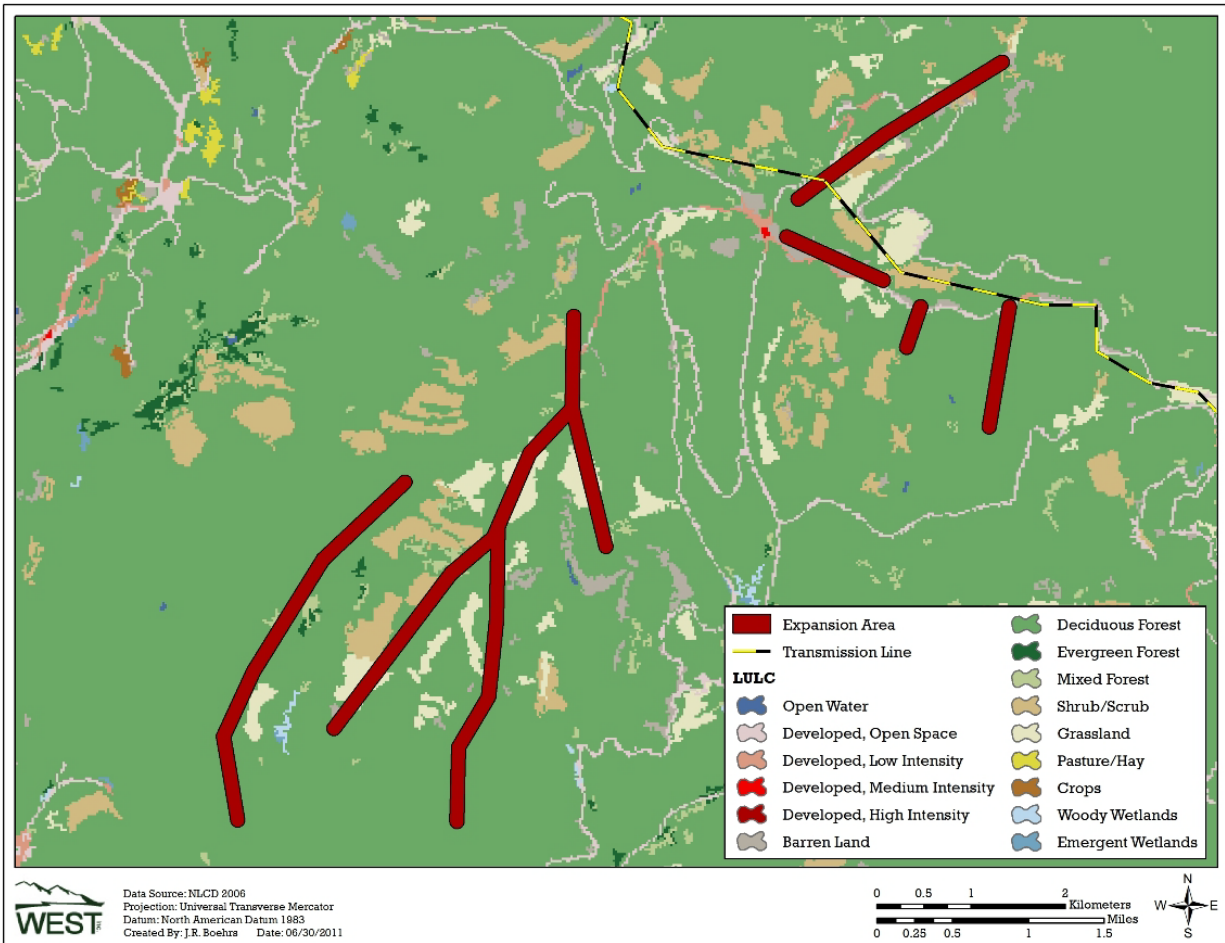 Expansion Area
Transmission Line
LULC
Open Water
Developed, Open Space
Developed, Low Intensity
Developed, Medium Intensity
Developed, High Intensity
Barren Land
Deciduous Forest
Evergreen Forest
Mixed Forest
Shrub/Scrub
Grassland
Pasture/Hay
Crops
Woody Wetlands
Emergent Wetlands
WEST
Data Source: NLCD 2006
Projection: Universal Transverse Mercator
Datum: North American Datum 1983
Created By: J.R. Boehrs Date: 06/30/2011
0 0.5 1 2
Kilometers
Miles
0 0.25 0.5 1 1.5
N
W E
S